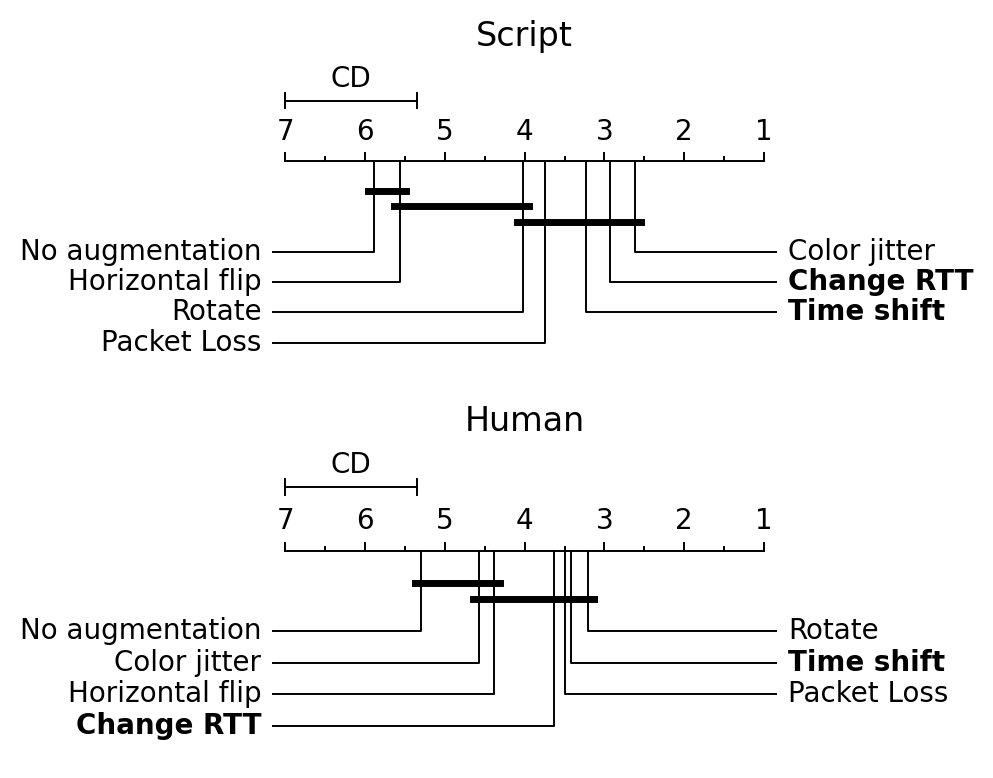 Script
CD
7 6 5 4 3 2 1
No augmentation Color jitter
Horizontal flip Change RTT
Rotate Time shift
Packet Loss
Human
CD
7 6 5 4 3 2 1
No augmentation Rotate
Color jitter Time shift
Horizontal flip Packet Loss
Change RTT